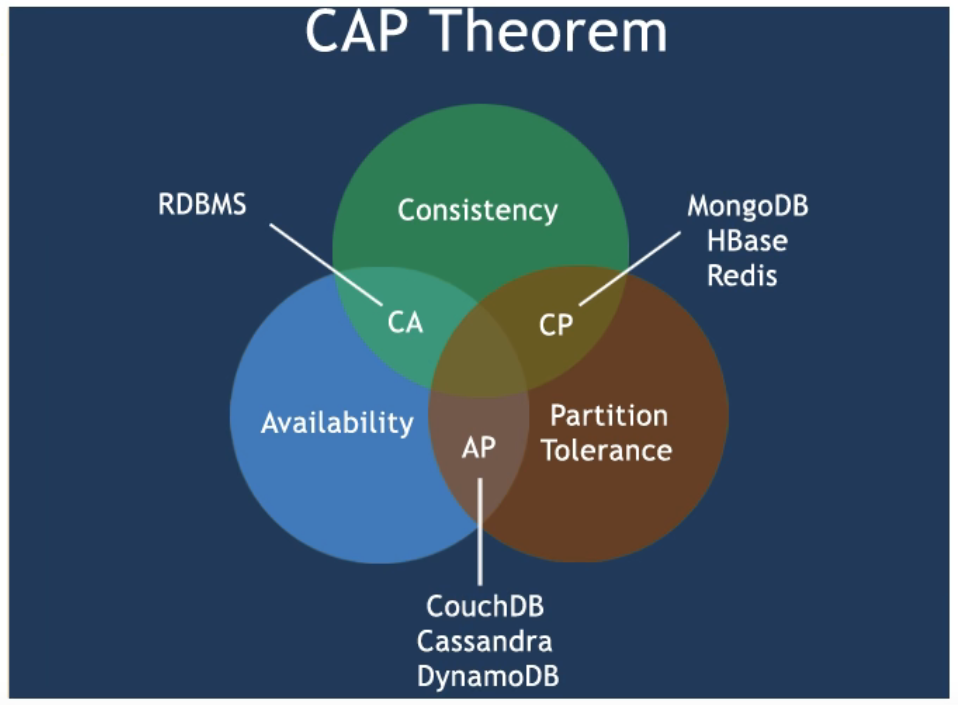 CAP Theorem
RDBMS
Consistency
MongoDB
HBase
Redis
CA
CP
Availability
Partition
Tolerance
AP
CouchDB
Cassandra
DynamoDB